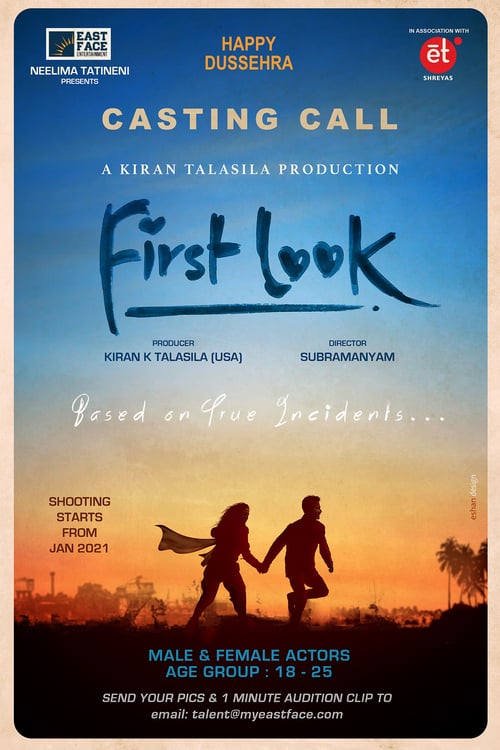 EAST
FACE
ENTERTAINMENT
NEELIMA TATINENI
PRESENTS
HAPPY
DUSSEHRA
IN ASSOCIATION WITH
ēt
SHREYAS
CASTING CALL
A KIRAN TALASILA PRODUCTION
First Look
PRODUCER
KIRAN K TALASILA (USA)
DIRECTOR
SUBRAMANYAM
Based on True Incidents...
eshan design
SHOOTING
STARTS
FROM
JAN 2021
MALE & FEMALE ACTORS
AGE GROUP : 18 - 25
SEND YOUR PICS & 1 MINUTE AUDITION CLIP TO
email: talent@myeastface.com